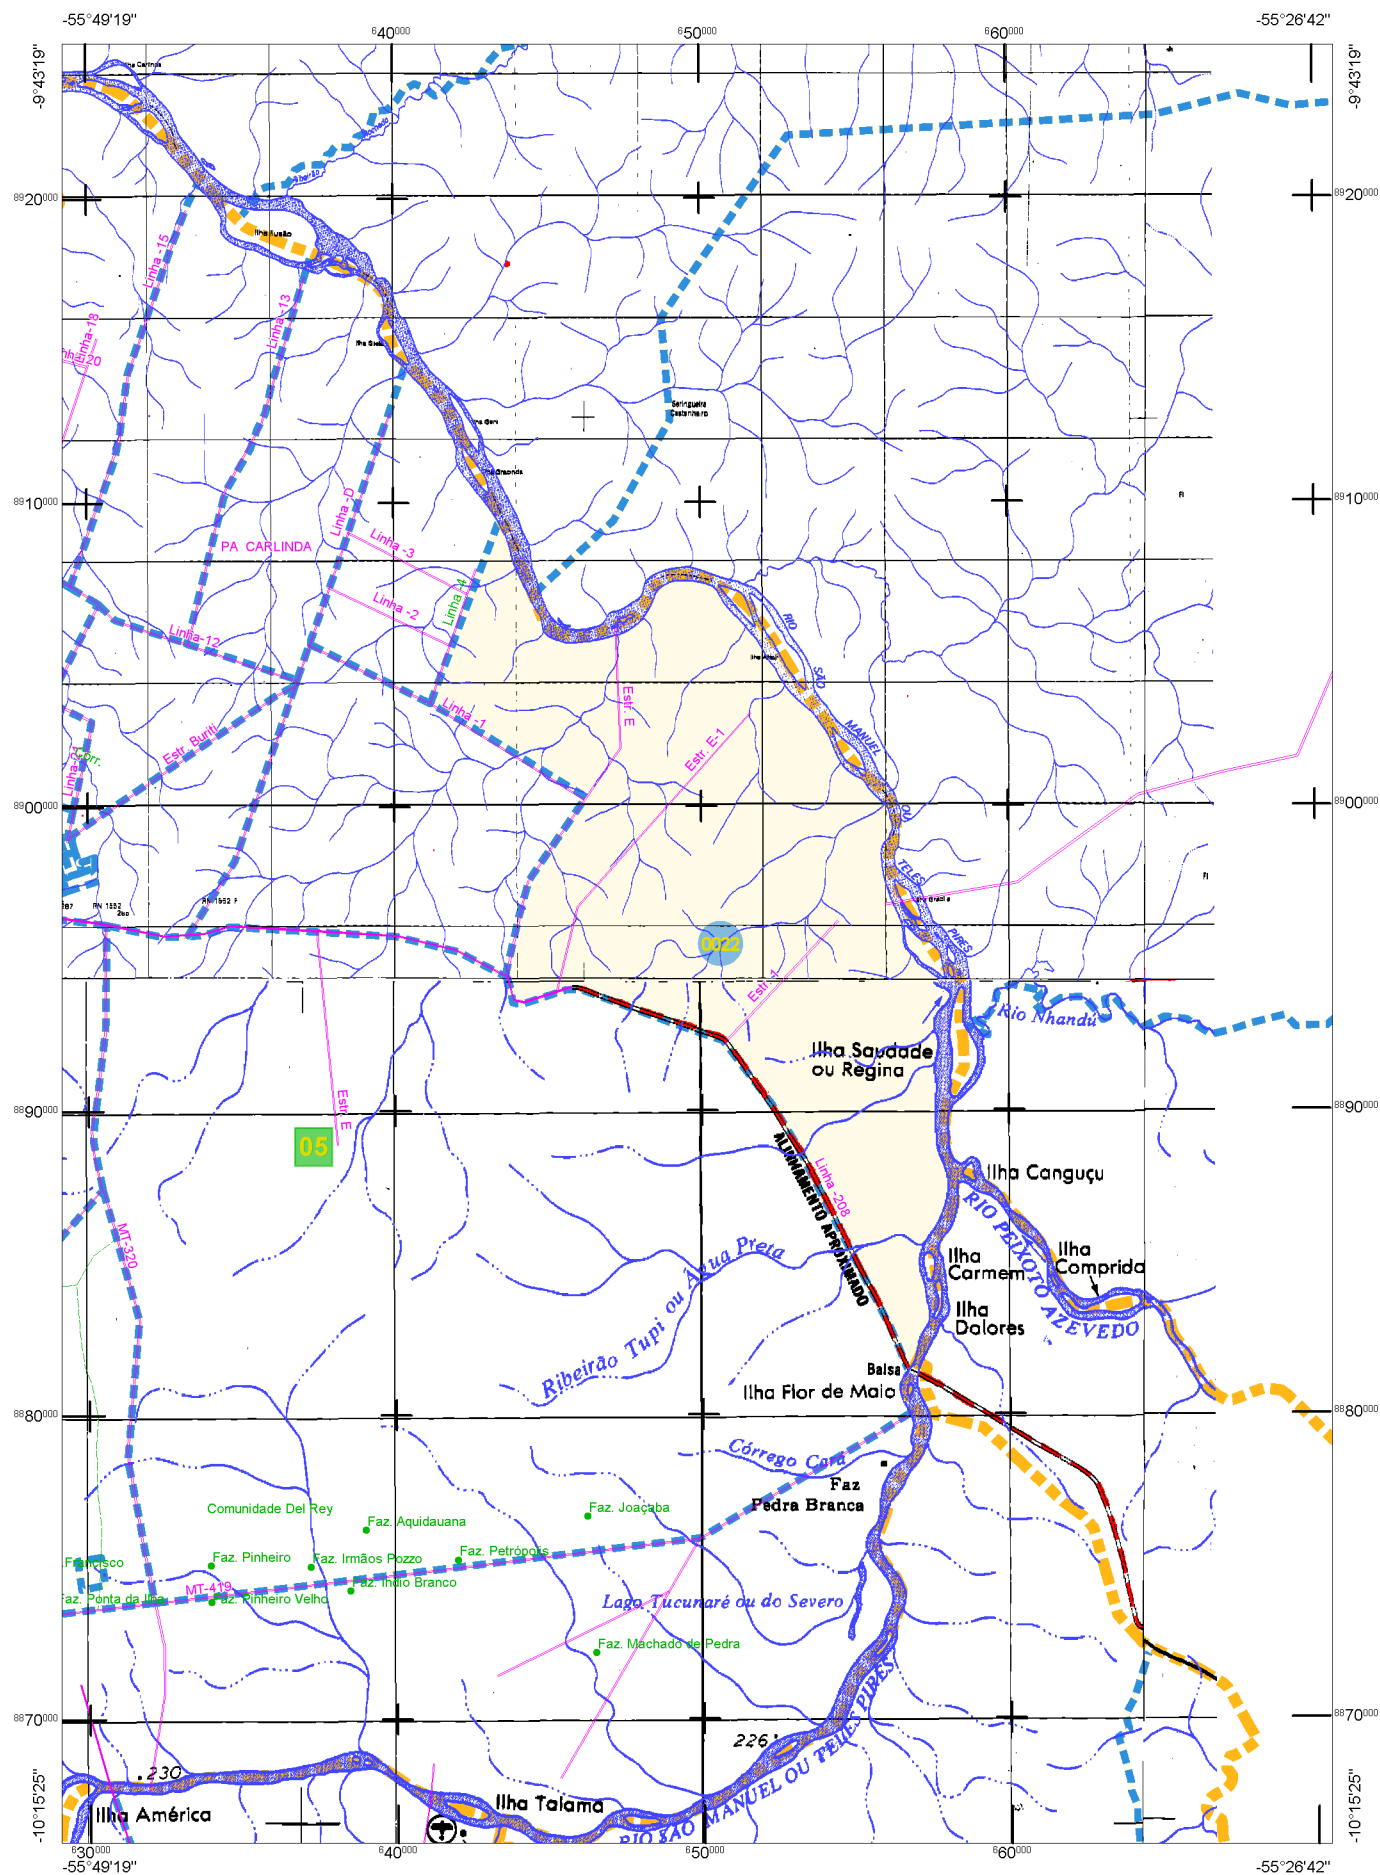 -55°49'19"
-55°26'42"
640000
650000
660000
-9°43'19"
-9°43'19"
8920000
8920000
Linha -15
Linha -13
Linha-18
Seringueira
Castanheiro
8910000
8910000
Linha -D
Linha -3
PA CARLINDA
Linha -4
Linha -2
Linha-12
RIO
SÃO
MANUEL
OU
TELES
PIRES
Linha -1
Estr. E
Estr. E-1
Estr. Buriti
Corr.
8900000
8900000
RN 1552
0022
Estr. -1
Rio Nhandú
Ilha Saudade
ou Regina
8890000
8890000
Estr. E
05
ALINHAMENTO APROXIMADO
Linha -208
Ilha Canguçu
RIO PEIXOTO AZEVEDO
MT-320
Ribeirão Tupi ou Água Preta
Ilha
Carmem
Ilha
Comprida
Ilha
Dolores
Balsa
Ilha Flor de Maio
8880000
8880000
Córrego Cará
Faz
Pedra Branca
Comunidade Del Rey
Faz. Joaçaba
Faz. Aquidauana
Faz. Petrópolis
Faz. Pinheiro
Faz. Irmãos Pozzo
.Francisco
Faz. Indio Branco
MT-419
Faz. Pinheiro Velho
Faz. Ponta da Ilha
Lago Tucunaré ou do Severo
Faz. Machado de Pedra
8870000
8870000
226
230
Ilha América
Ilha Talama
RIO SÃO MANUEL OU TELES PIRES
-10°15'25"
-10°15'25"
630000
640000
650000
660000
-55°49'19"
-55°26'42"